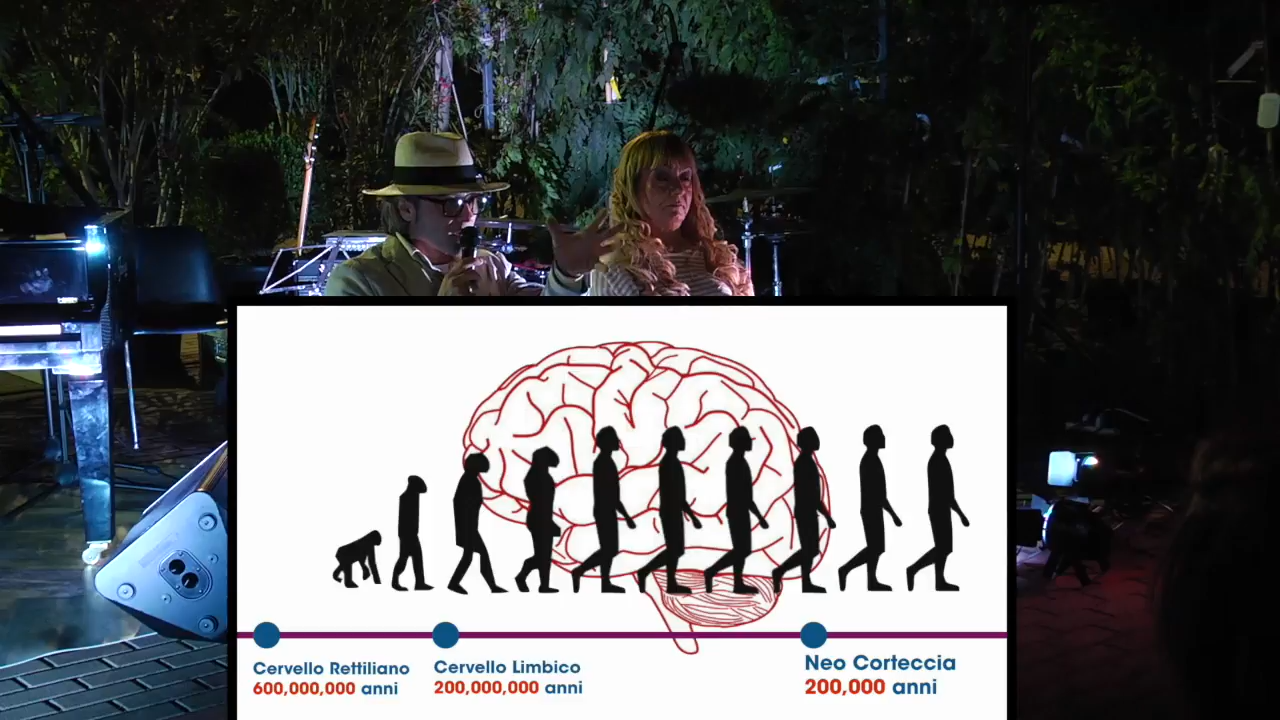 Cervello Rettiliano
600,000,000 anni
Cervello Limbico
200,000,000 anni
Neo Corteccia
200,000 anni